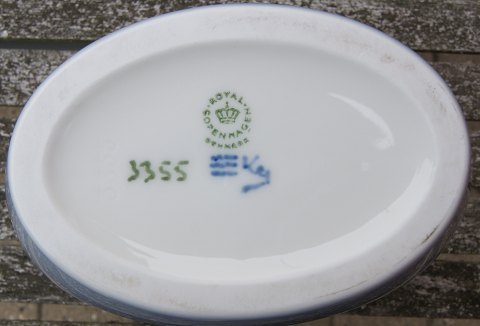 ROYAL
COPENHAGEN
DENMARK
3355